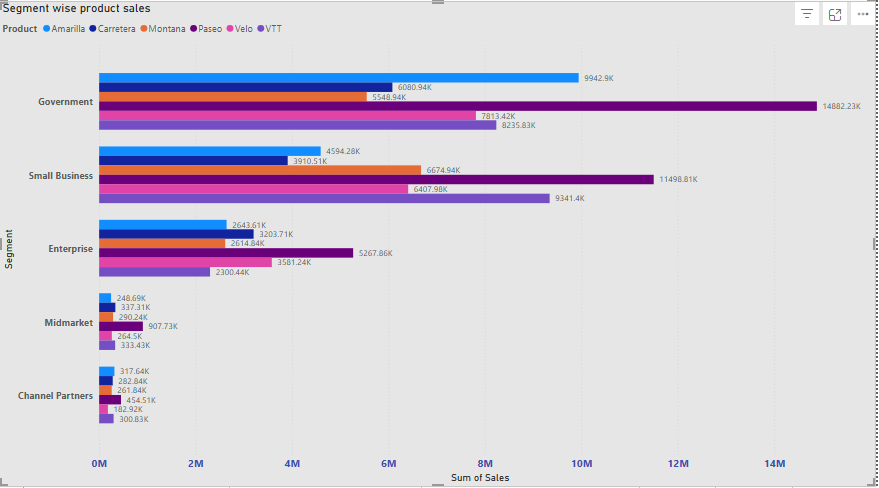 Segment wise product sales
Product Amarilla Carretera Montana Paseo Velo VTT
Government
9942.9K
6080.94K
5548.94K
14882.23K
7813.42K
8235.83K
Small Business
4594.28K
3910.51K
6674.94K
11498.81K
6407.98K
9341.4K
Enterprise
2643.61K
3203.71K
2614.84K
5267.86K
3581.24K
2300.44K
Midmarket
248.69K
337.31K
290.24K
907.73K
264.5K
333.43K
Channel Partners
317.64K
282.84K
261.84K
454.51K
182.92K
300.83K
Segment
0M 2M 4M 6M 8M 10M 12M 14M
Sum of Sales